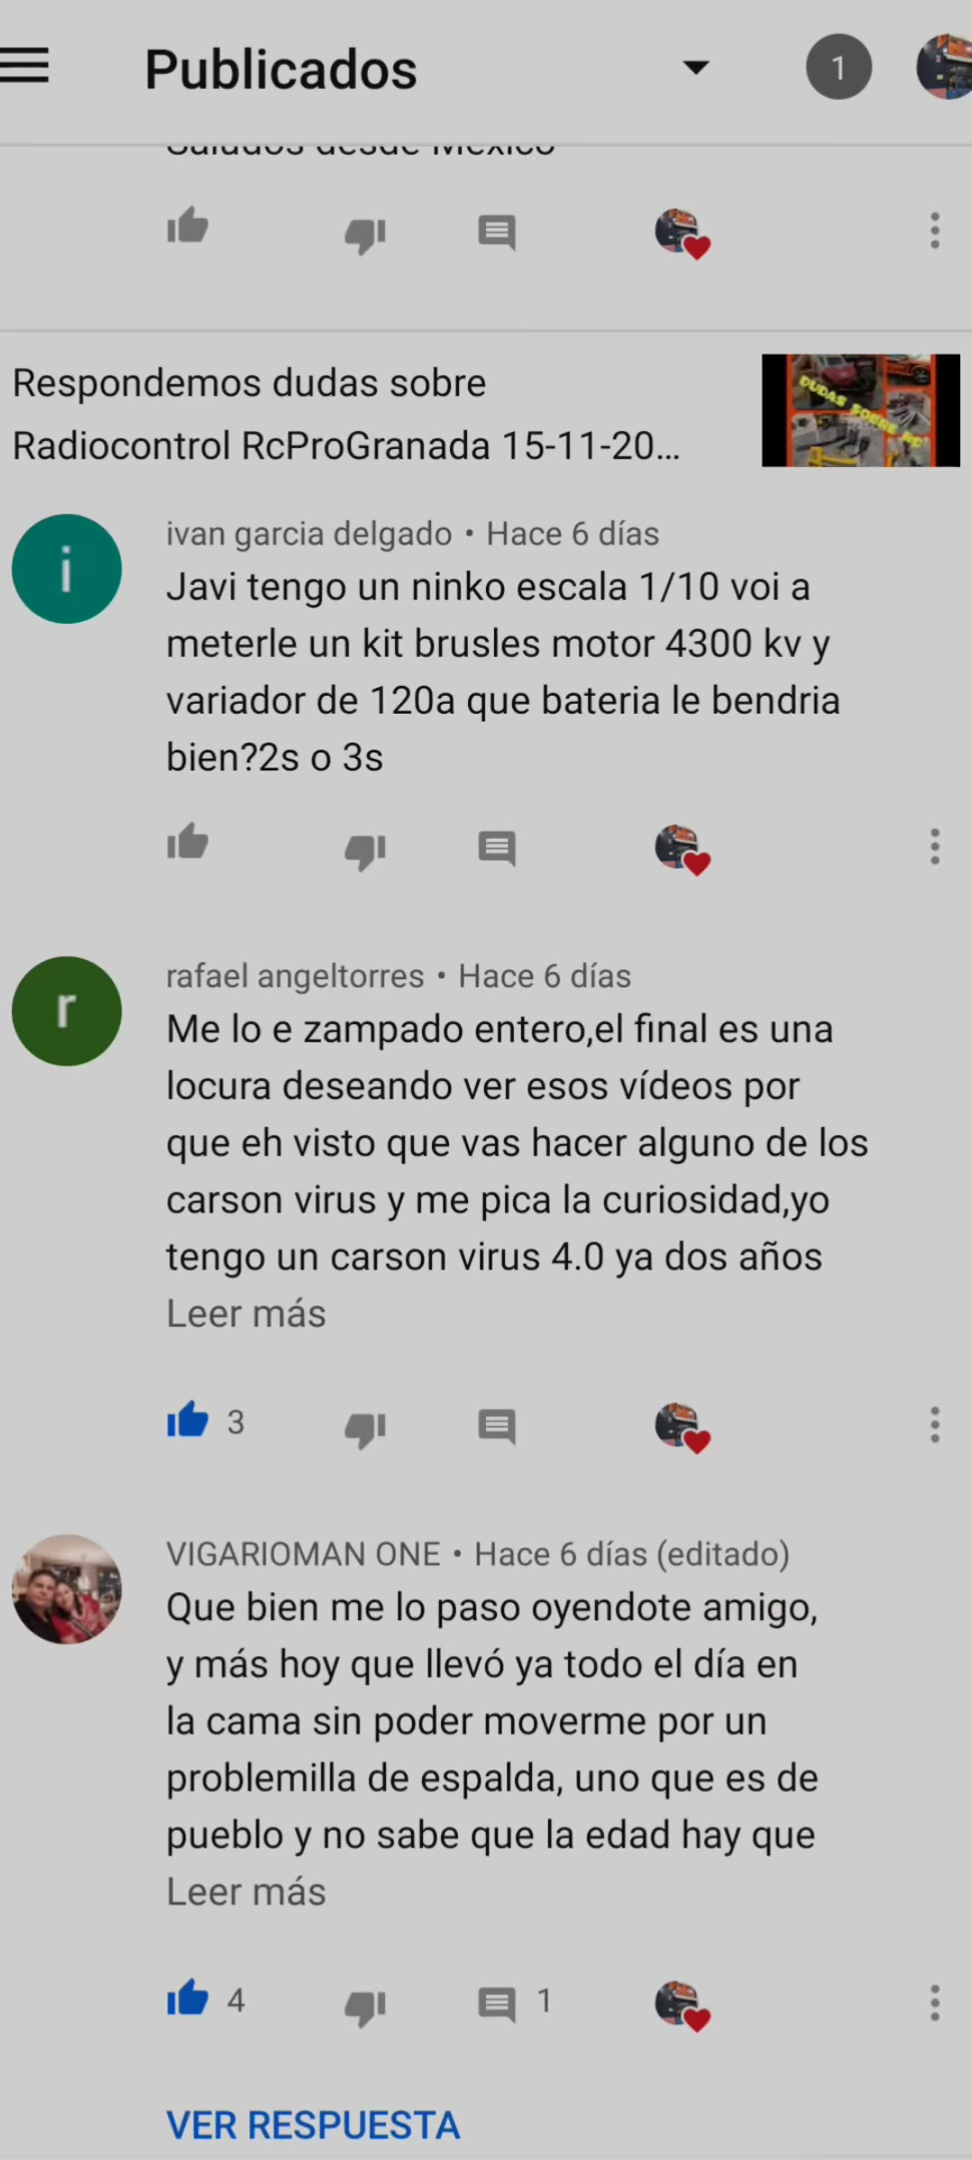 Publicados
1
Saludos desde México
Respondemos dudas sobre
Radiocontrol RcProGranada 15-11-20...
DUDAS SOBRE RC
i
ivan garcia delgado • Hace 6 días
Javi tengo un ninko escala 1/10 voi a
meterle un kit brusles motor 4300 kv y
variador de 120a que bateria le bendria
bien?2s o 3s
r
rafael angeltorres • Hace 6 días
Me lo e zampado entero,el final es una
locura deseando ver esos vídeos por
que eh visto que vas hacer alguno de los
carson virus y me pica la curiosidad,yo
tengo un carson virus 4.0 ya dos años
Leer más
3
VIGARIOMAN ONE • Hace 6 días (editado)
Que bien me lo paso oyendote amigo,
y más hoy que llevó ya todo el día en
la cama sin poder moverme por un
problemilla de espalda, uno que es de
pueblo y no sabe que la edad hay que
Leer más
4
1
VER RESPUESTA